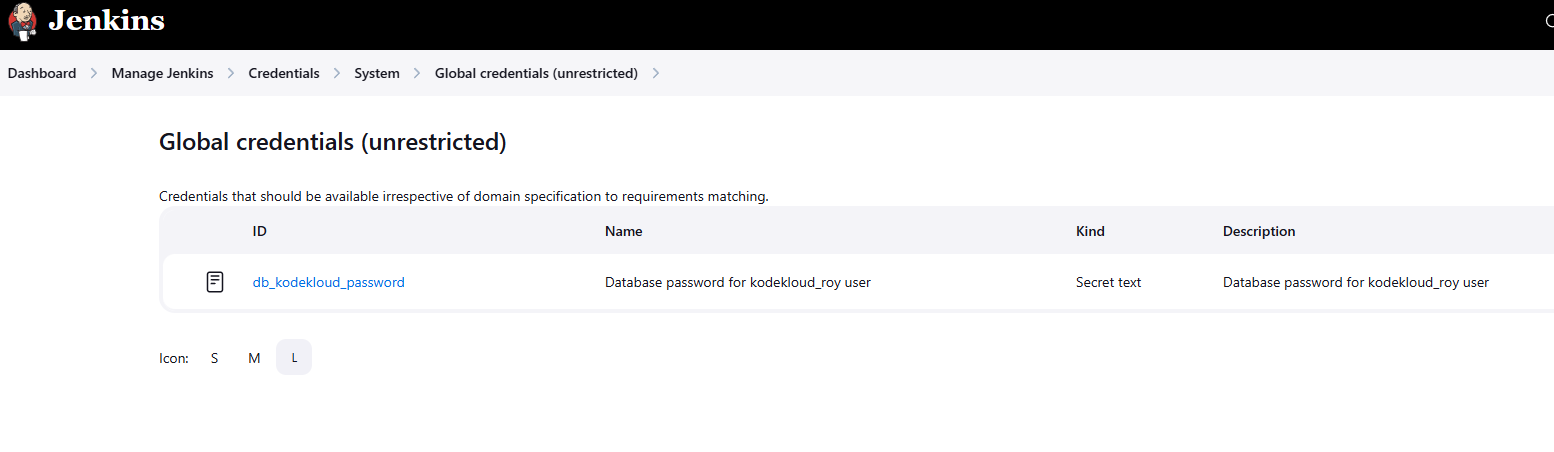 Jenkins
Dashboard > Manage Jenkins > Credentials > System > Global credentials (unrestricted) >
Global credentials (unrestricted)
Credentials that should be available irrespective of domain specification to requirements matching.
ID Name Kind Description
db_kodekloud_password Database password for kodekloud_roy user Secret text Database password for kodekloud_roy user
Icon: S M L